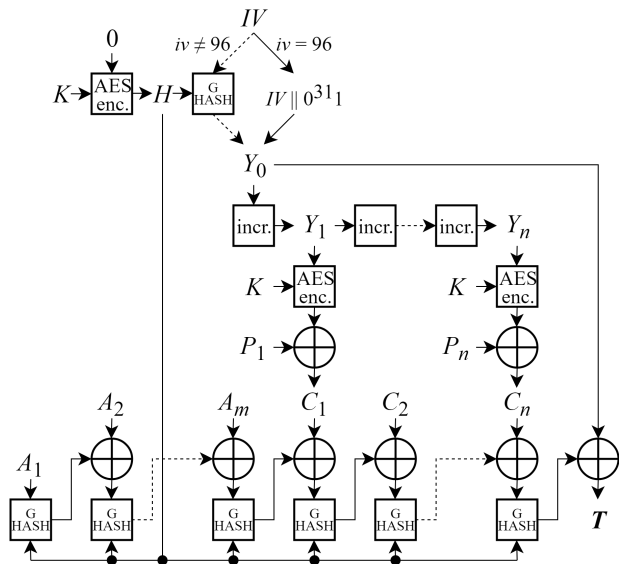 IV
0
iv ≠ 96
iv = 96
K
AES
enc.
H
G
HASH
IV || 0³¹1
Y₀
incr.
Y₁
incr.
incr.
Yₙ
K
AES
enc.
K
AES
enc.
P₁
Pₙ
A₁
A₂
Aₘ
C₁
C₂
Cₙ
G
HASH
G
HASH
G
HASH
G
HASH
G
HASH
G
HASH
T